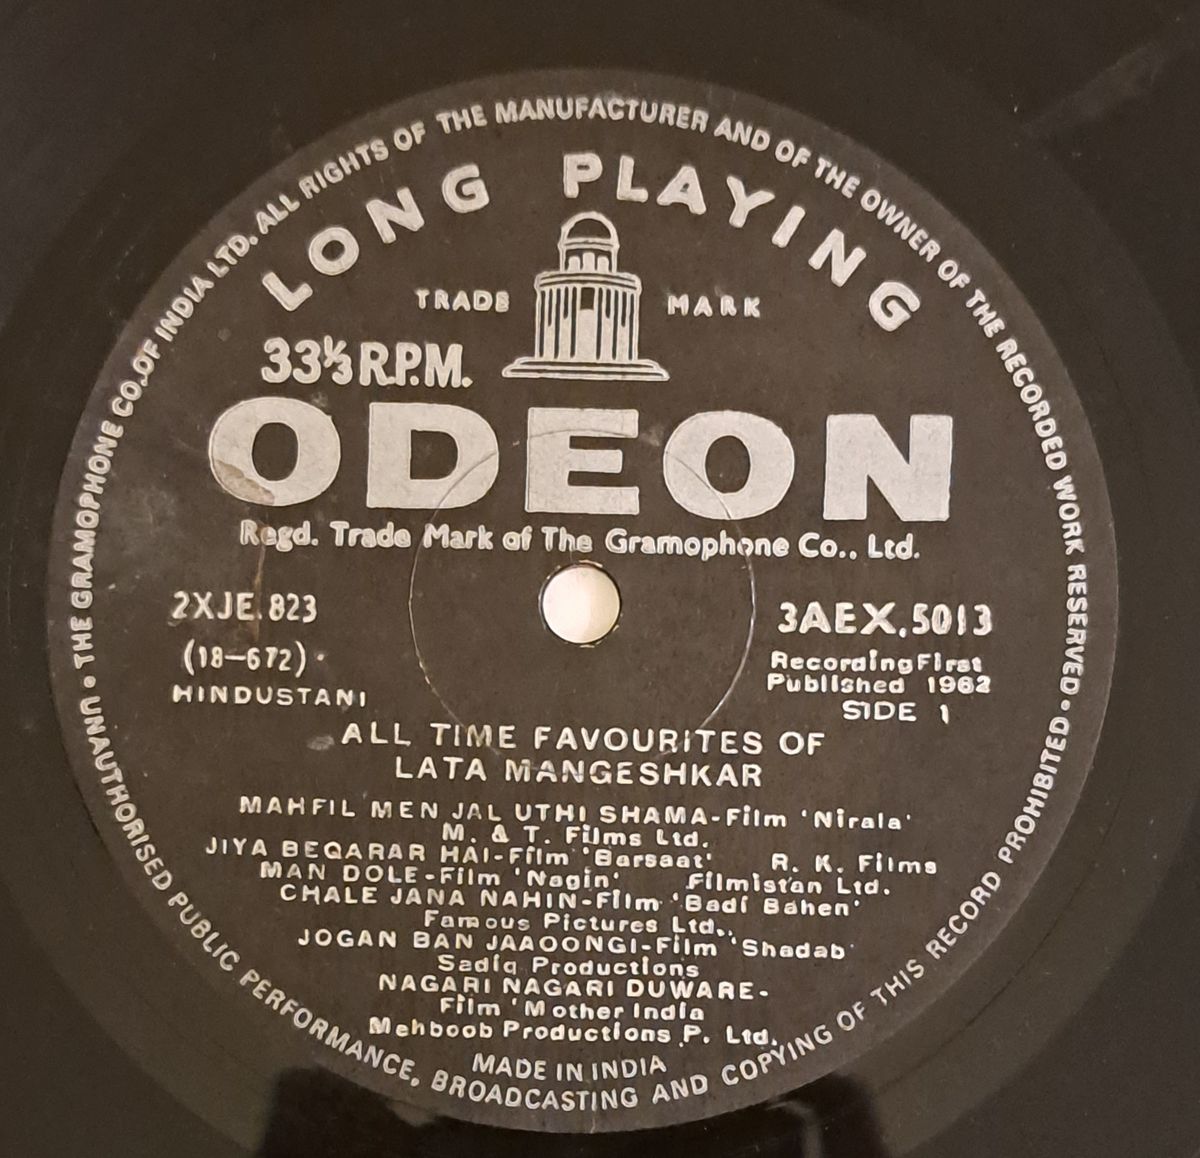 THE GRAMOPHONE CO. OF INDIA LTD. ALL RIGHTS OF THE MANUFACTURER AND OF THE OWNER OF THE RECORDED WORK RESERVED •
UNAUTHORISED PUBLIC PERFORMANCE, BROADCASTING AND COPYING OF THIS RECORD PROHIBITED •
LONG PLAYING
TRADE MARK
33⅓ R.P.M.
ODEON
Regd. Trade Mark of The Gramophone Co., Ltd.
2XJE.823 3AEX.5013
(18—672) Recording First
HINDUSTANI Published 1962
SIDE 1
ALL TIME FAVOURITES OF
LATA MANGESHKAR
MAHFIL MEN JAL UTHI SHAMA-Film 'Nirala'
M. & T. Films Ltd.
JIYA BEQARAR HAI-Film 'Barsaat' R. K. Films
MAN DOLE-Film 'Nagin' Filmistan Ltd.
CHALE JANA NAHIN-Film 'Badi Bahen'
Famous Pictures Ltd.,
JOGAN BAN JAAOONGI-Film 'Shadab'
Sadiq Productions
NAGARI NAGARI DUWARE-
Film 'Mother India
Mehboob Productions P. Ltd.
MADE IN INDIA